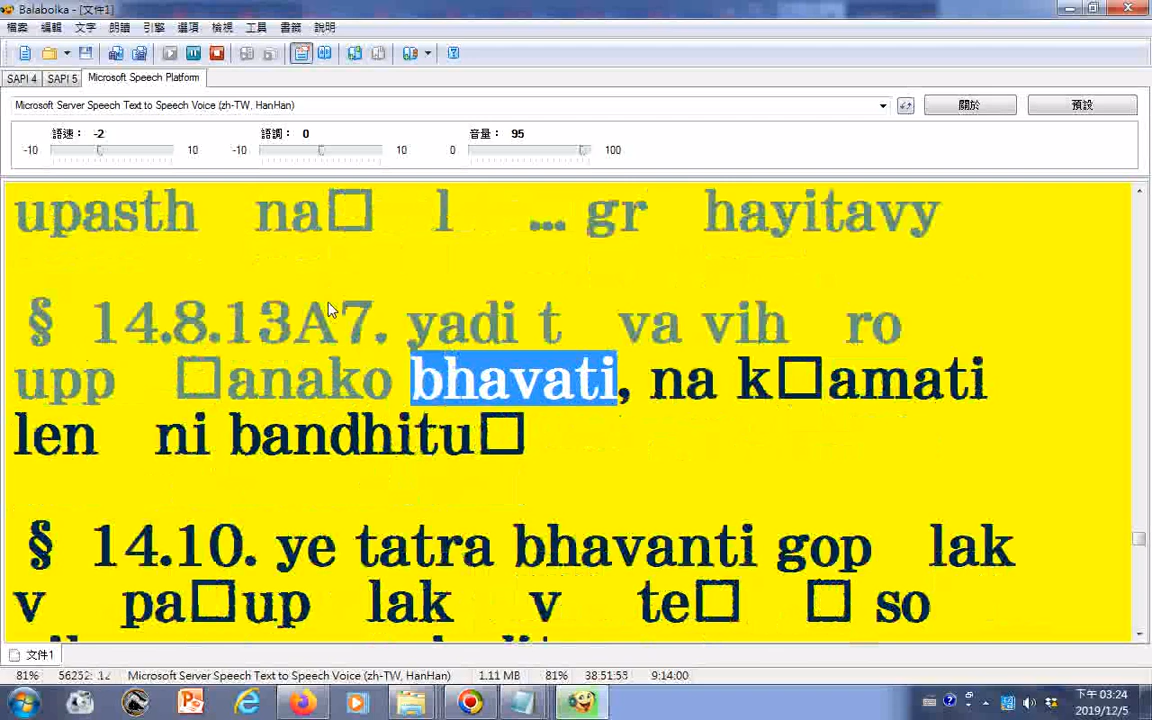 Balabolka - [文件1]
檔案 編輯 文字 朗讀 引擎 選項 檢視 工具 書籤 說明
SAPI 4 SAPI 5 Microsoft Speech Platform
Microsoft Server Speech Text to Speech Voice (zh-TW, HanHan) 關於 預設
語速： -2 語調： 0 音量： 95
-10 10 -10 10 0 100
upasth na□ l ... gr hayitavy
§ 14.8.13A7. yadi t va vih ro
upp □anako bhavati, na k□amati
len ni bandhitu□
§ 14.10. ye tatra bhavanti gop lak
v pa□up lak v te□ □ so
文件1
81% 56232: 12 Microsoft Server Speech Text to Speech Voice (zh-TW, HanHan) 1.11 MB 81% 38:51:53 9:14:00
下午 03:24
2019/12/5